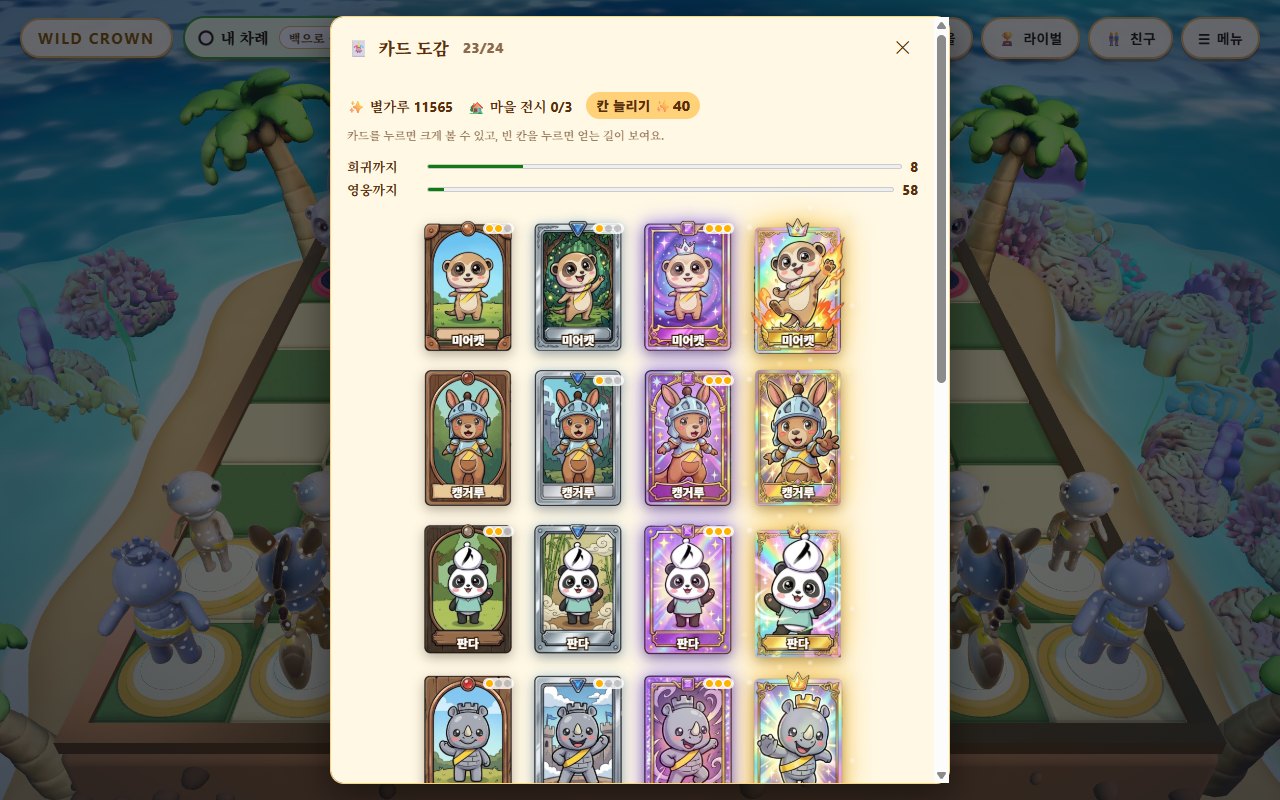 WILD CROWN
내 차례
백으로
카드 도감 23/24
라이벌
친구
메뉴
별가루 11565 마을 전시 0/3 칸 늘리기 40
카드를 누르면 크게 볼 수 있고, 빈 칸을 누르면 얻는 길이 보여요.
희귀까지 8
영웅까지 58
미어캣 미어캣 미어캣 미어캣
캥거루 캥거루 캥거루 캥거루
판다 판다 판다 판다